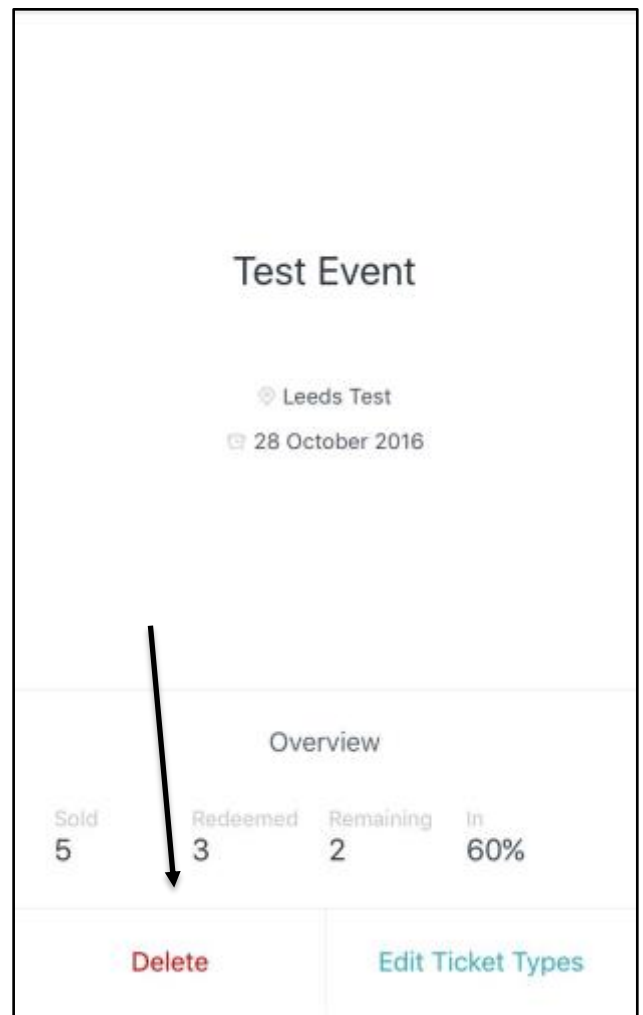 Test Event
Leeds Test
28 October 2016
Overview
Sold Redeemed Remaining In
5 3 2 60%
Delete Edit Ticket Types